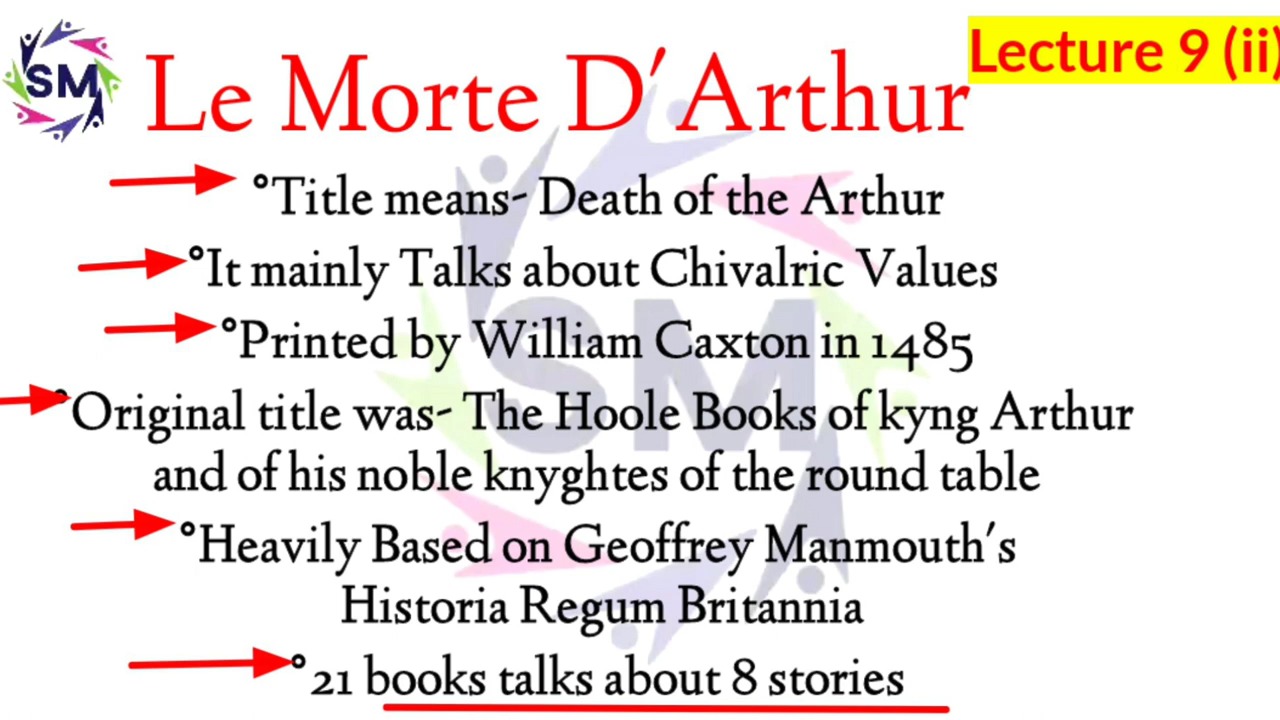 SM
Le Morte D'Arthur
Lecture 9 (ii)
°Title means- Death of the Arthur
°It mainly Talks about Chivalric Values
°Printed by William Caxton in 1485
°Original title was- The Hoole Books of kyng Arthur
and of his noble knyghtes of the round table
°Heavily Based on Geoffrey Manmouth's
Historia Regum Britannia
°21 books talks about 8 stories
SM